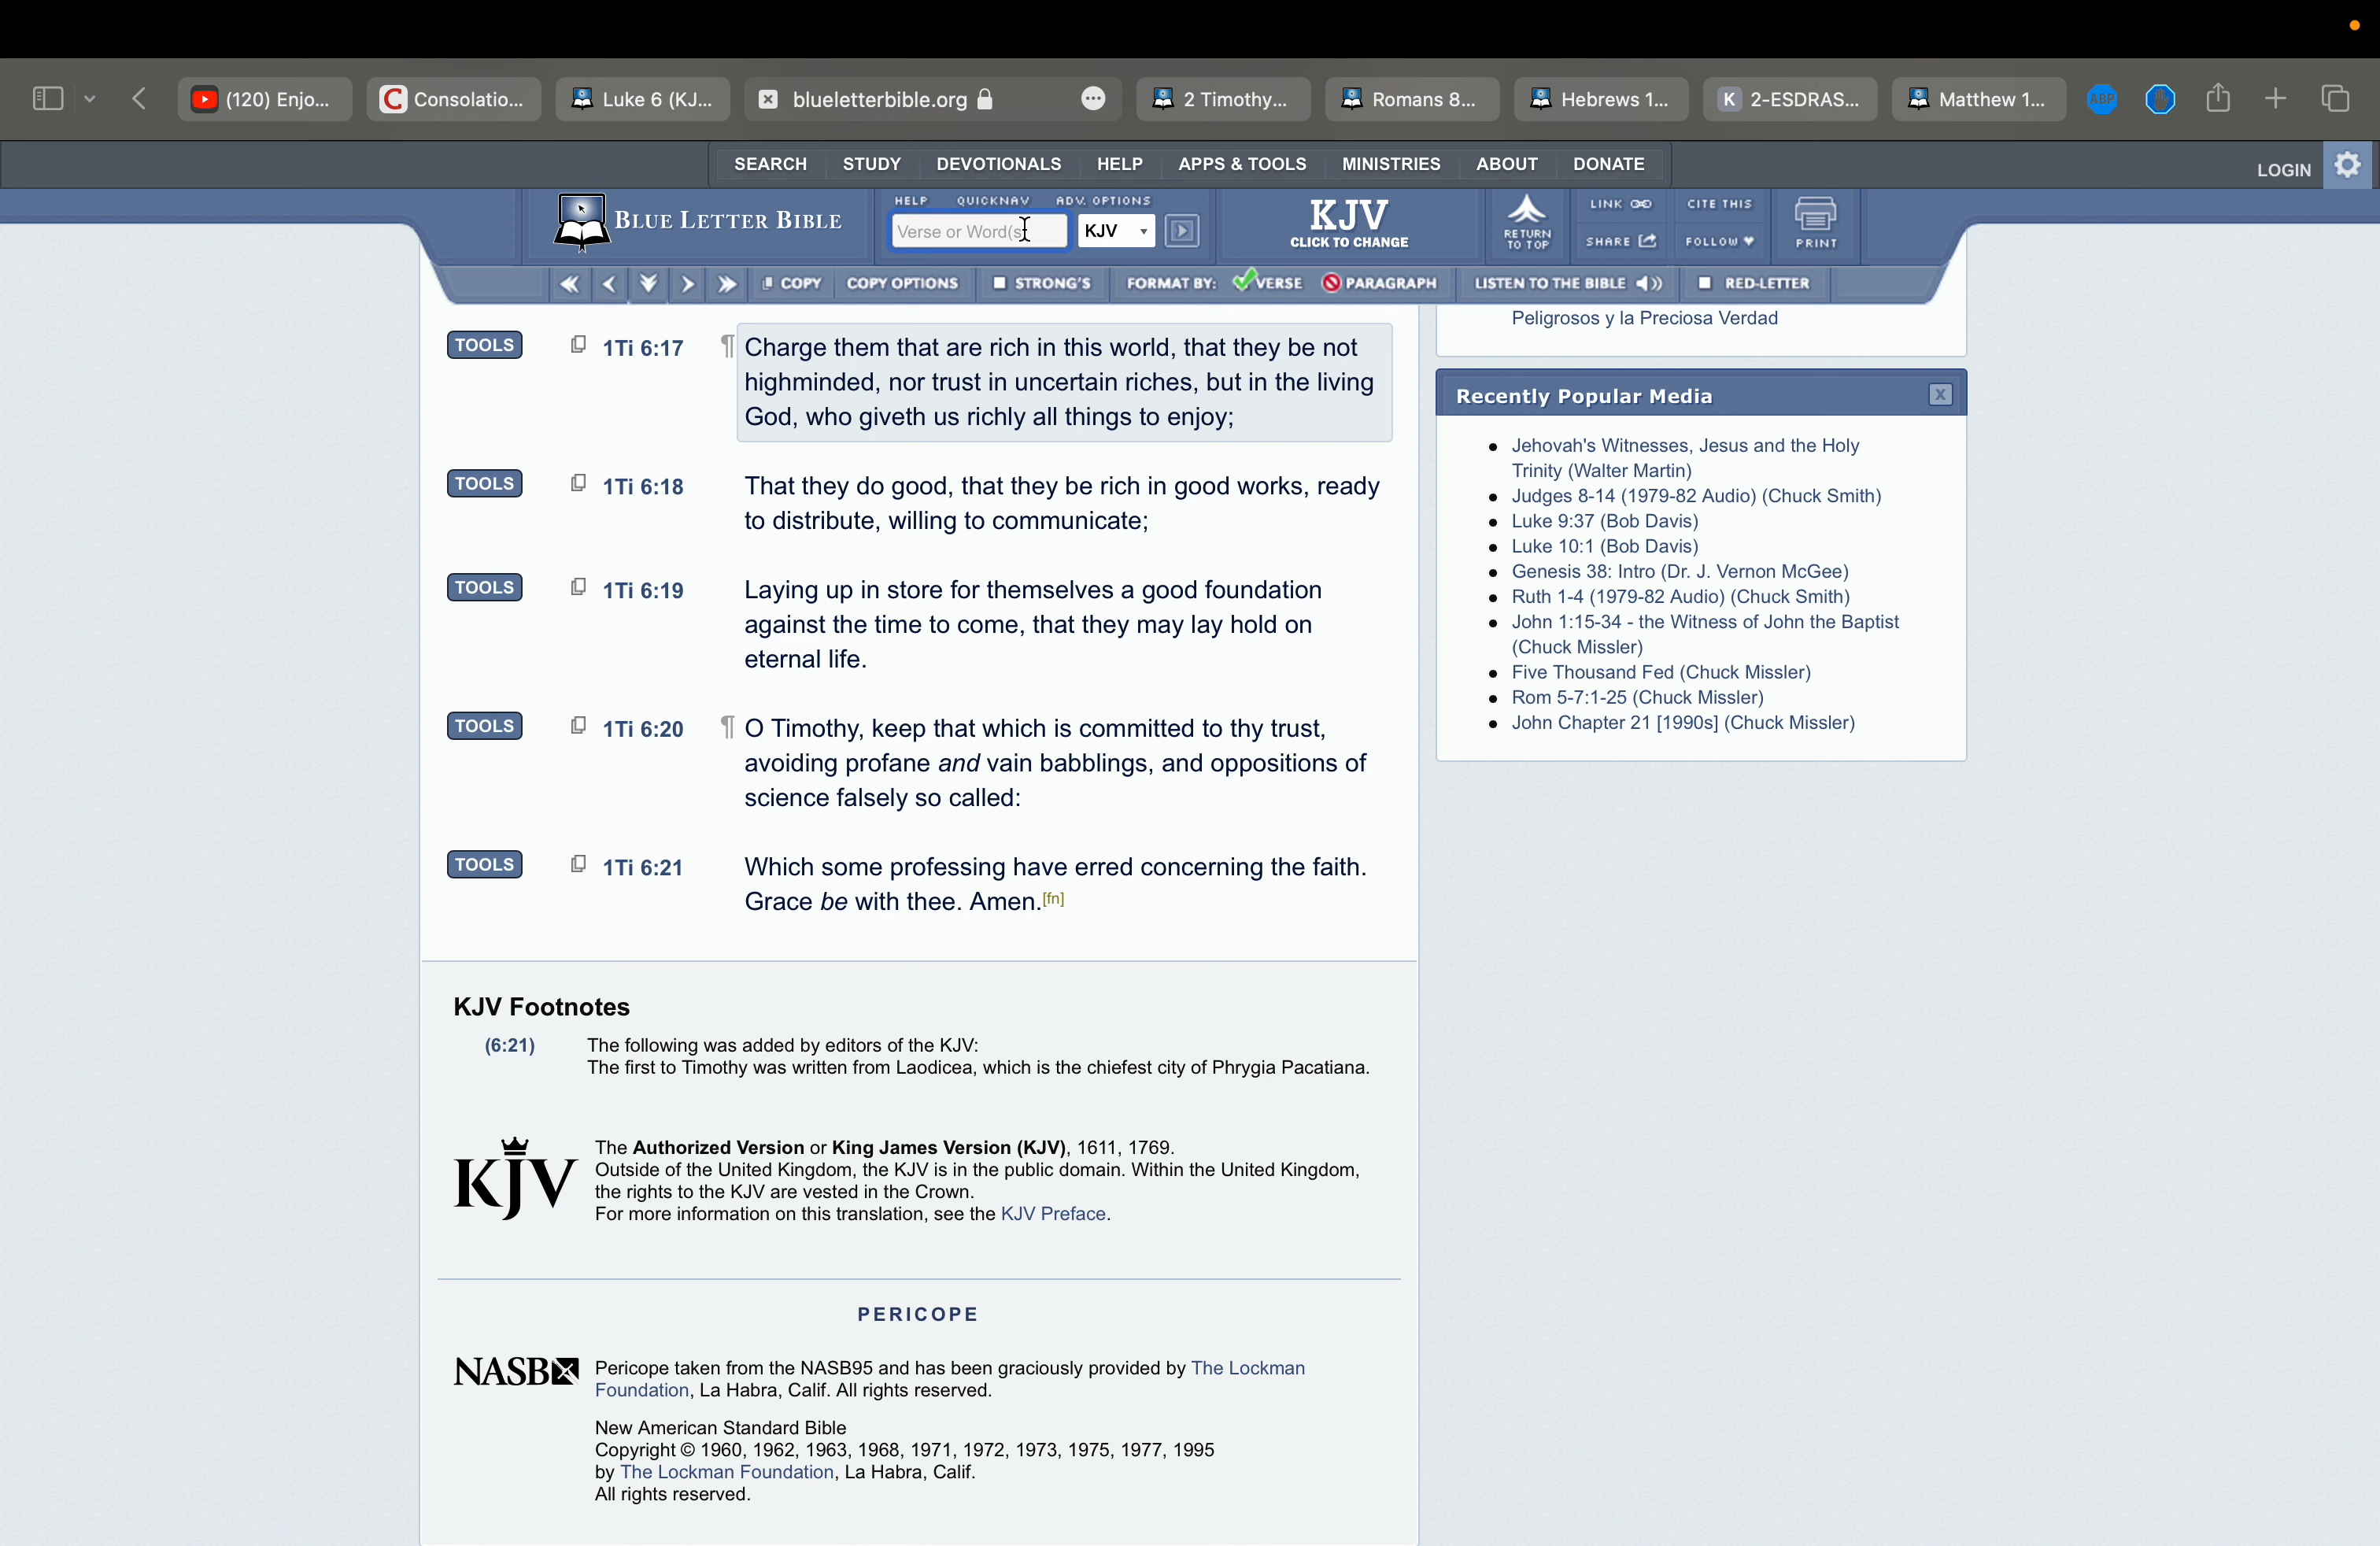 (120) Enjo...
Consolatio...
Luke 6 (KJ...
blueletterbible.org
2 Timothy...
Romans 8...
Hebrews 1...
K 2-ESDRAS...
Matthew 1...
ABP
SEARCH STUDY DEVOTIONALS HELP APPS & TOOLS MINISTRIES ABOUT DONATE
LOGIN
BLUE LETTER BIBLE
HELP QUICKNAV ADV. OPTIONS
Verse or Word(s)
KJV
KJV
CLICK TO CHANGE
RETURN
TO TOP
LINK
CITE THIS
SHARE
FOLLOW
PRINT
COPY COPY OPTIONS STRONG'S FORMAT BY: VERSE PARAGRAPH LISTEN TO THE BIBLE RED-LETTER
TOOLS 1Ti 6:17 ¶ Charge them that are rich in this world, that they be not
highminded, nor trust in uncertain riches, but in the living
God, who giveth us richly all things to enjoy;
TOOLS 1Ti 6:18 That they do good, that they be rich in good works, ready
to distribute, willing to communicate;
TOOLS 1Ti 6:19 Laying up in store for themselves a good foundation
against the time to come, that they may lay hold on
eternal life.
TOOLS 1Ti 6:20 ¶ O Timothy, keep that which is committed to thy trust,
avoiding profane and vain babblings, and oppositions of
science falsely so called:
TOOLS 1Ti 6:21 Which some professing have erred concerning the faith.
Grace be with thee. Amen.[fn]
KJV Footnotes
(6:21) The following was added by editors of the KJV:
The first to Timothy was written from Laodicea, which is the chiefest city of Phrygia Pacatiana.
KJV
The Authorized Version or King James Version (KJV), 1611, 1769.
Outside of the United Kingdom, the KJV is in the public domain. Within the United Kingdom,
the rights to the KJV are vested in the Crown.
For more information on this translation, see the KJV Preface.
PERICOPE
NASB
Pericope taken from the NASB95 and has been graciously provided by The Lockman
Foundation, La Habra, Calif. All rights reserved.
New American Standard Bible
Copyright © 1960, 1962, 1963, 1968, 1971, 1972, 1973, 1975, 1977, 1995
by The Lockman Foundation, La Habra, Calif.
All rights reserved.
Peligrosos y la Preciosa Verdad
Recently Popular Media
X
• Jehovah's Witnesses, Jesus and the Holy
Trinity (Walter Martin)
• Judges 8-14 (1979-82 Audio) (Chuck Smith)
• Luke 9:37 (Bob Davis)
• Luke 10:1 (Bob Davis)
• Genesis 38: Intro (Dr. J. Vernon McGee)
• Ruth 1-4 (1979-82 Audio) (Chuck Smith)
• John 1:15-34 - the Witness of John the Baptist
(Chuck Missler)
• Five Thousand Fed (Chuck Missler)
• Rom 5-7:1-25 (Chuck Missler)
• John Chapter 21 [1990s] (Chuck Missler)